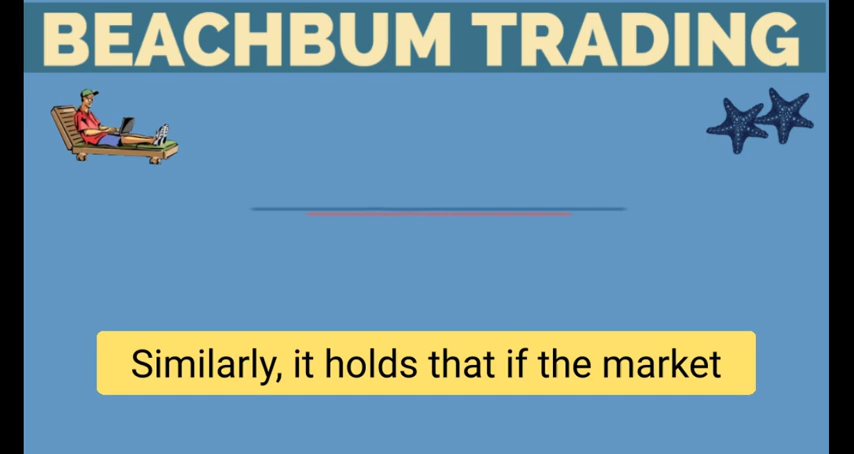 BEACHBUM TRADING
Similarly, it holds that if the market